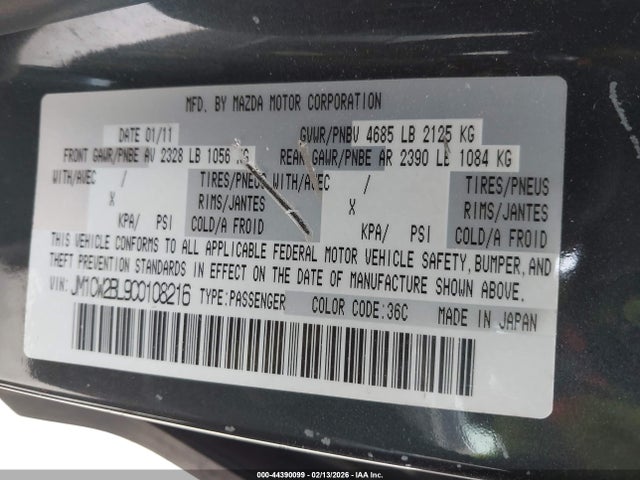 MFD. BY MAZDA MOTOR CORPORATION
DATE 01/11 GVWR/PNBV 4685 LB 2125 KG
FRONT GAWR/PNBE AV 2328 LB 1056 KG REAR GAWR/PNBE AR 2390 LB 1084 KG
WITH/AVEC / TIRES/PNEUS WITH/AVEC / TIRES/PNEUS
X RIMS/JANTES X RIMS/JANTES
KPA/ PSI COLD/A FROID KPA/ PSI COLD/A FROID
THIS VEHICLE CONFORMS TO ALL APPLICABLE FEDERAL MOTOR VEHICLE SAFETY, BUMPER, AND
THEFT PREVENTION STANDARDS IN EFFECT ON THE DATE OF MANUFACTURE SHOWN ABOVE.
VIN: JM1CW2BL9C0108216 TYPE:PASSENGER COLOR CODE:36C MADE IN JAPAN
000-44390099 - 02/13/2026 - IAA Inc.